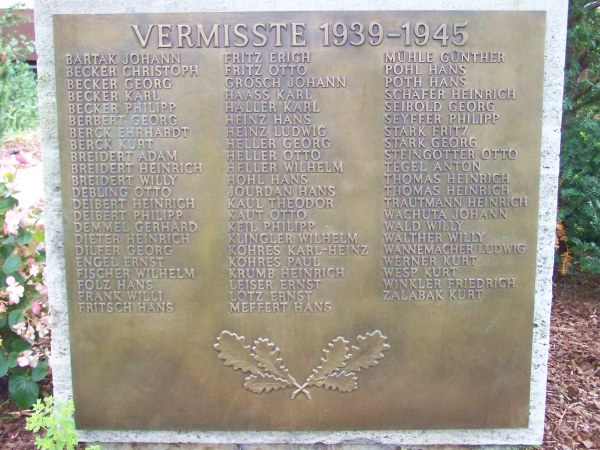 VERMISSTE 1939-1945
BARTAK JOHANN
BECKER CHRISTOPH
BECKER GEORG
BECKER KARL
BECKER PHILIPP
BERBERT GEORG
BERCK EHRHARDT
BERCK KURT
BREIDERT ADAM
BREIDERT HEINRICH
BREIDERT WILLY
DEBUNG OTTO
DEIBERT HEINRICH
DEIBERT PHILIPP
DEMMEL GERHARD
DIETER HEINRICH
DIETER GEORG
ENGEL ERNST
FISCHER WILHELM
FOLZ HANS
FRANK WILLI
FRITSCH HANS
FRITZ ERICH
FRITZ OTTO
GROSCH JOHANN
HAASS KARL
HALLER KARL
HEINZ HANS
HEINZ LUDWIG
HELLER GEORG
HELLER OTTO
HELLER WILHELM
HOHL HANS
JOURDAN HANS
KAUL THEODOR
KAUT OTTO
KEIL PHILIPP
KLINGLER WILHELM
KOHRES KARL-HEINZ
KOHRES PAUL
KRUMB HEINRICH
LEISER ERNST
LOTZ ERNST
MEFFERT HANS
MÜHLE GÜNTHER
POHL HANS
POTH HANS
SCHÄFER HEINRICH
SEIBOLD GEORG
SEYFFER PHILIPP
STARK FRITZ
STARK GEORG
STEINGÖTTER OTTO
TEGEL ANTON
THOMAS HEINRICH
THOMAS HEINRICH
TRAUTMANN HEINRICH
WACHUTA JOHANN
WALD WILLY
WALTHER WILLY
WANNEMACHER LUDWIG
WERNER KURT
WESP KURT
WINKLER FRIEDRICH
ZALABAK KURT